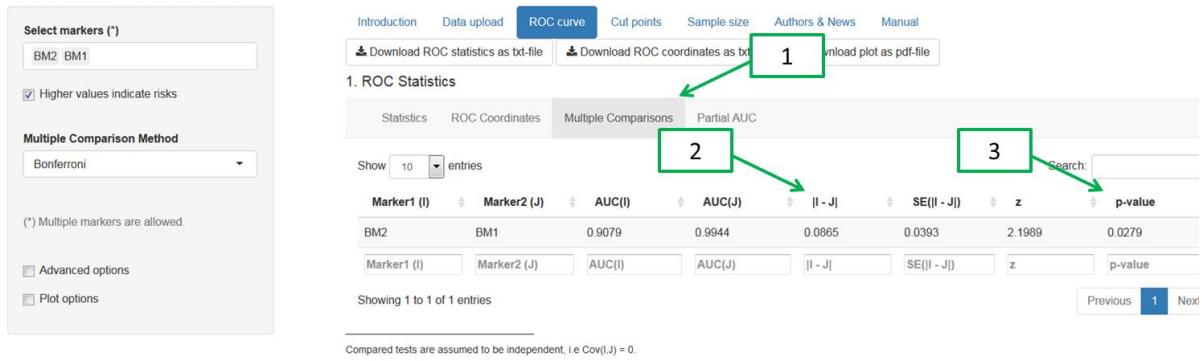 Select markers (*)
BM2 BM1
Higher values indicate risks
Multiple Comparison Method
Bonferroni
(*) Multiple markers are allowed.
Advanced options
Plot options
Introduction Data upload ROC curve Cut points Sample size Authors & News Manual
Download ROC statistics as txt-file Download ROC coordinates as plot as pdf-file
1
1. ROC Statistics
Statistics ROC Coordinates Multiple Comparisons Partial AUC
2 3
Show 10 entries Search:
Marker1 (I) Marker2 (J) AUC(I) AUC(J) |I - J| SE(|I - J|) z p-value
BM2 BM1 0.9079 0.9944 0.0865 0.0393 2.1989 0.0279
Marker1 (I) Marker2 (J) AUC(I) AUC(J) |I - J| SE(|I - J|) z p-value
Showing 1 to 1 of 1 entries Previous 1 Next
Compared tests are assumed to be independent, i.e Cov(I,J) = 0.